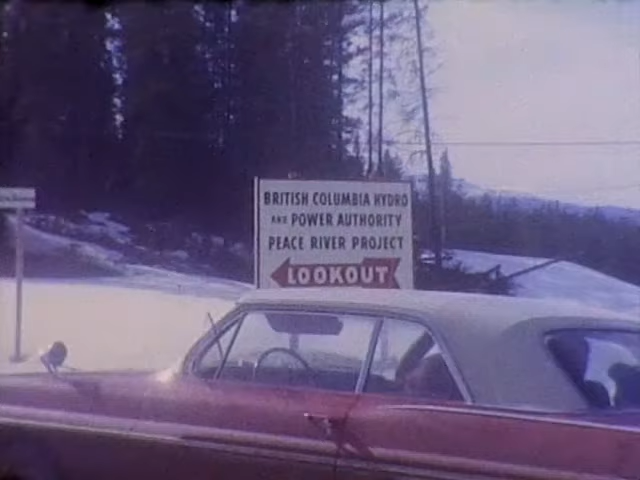 BRITISH COLUMBIA HYDRO
AND POWER AUTHORITY
PEACE RIVER PROJECT
LOOKOUT